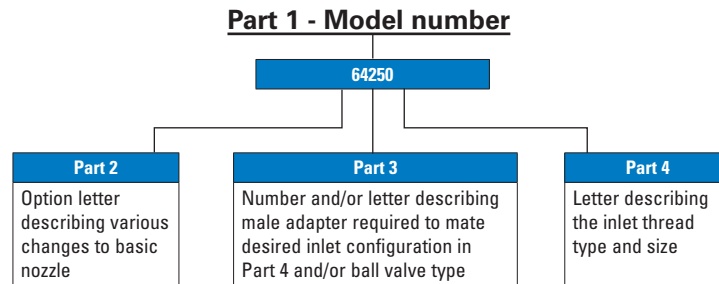 Part 1 - Model number
64250
Part 2
Option letter
describing various
changes to basic
nozzle
Part 3
Number and/or letter describing
male adapter required to mate
desired inlet configuration in
Part 4 and/or ball valve type
Part 4
Letter describing
the inlet thread
type and size